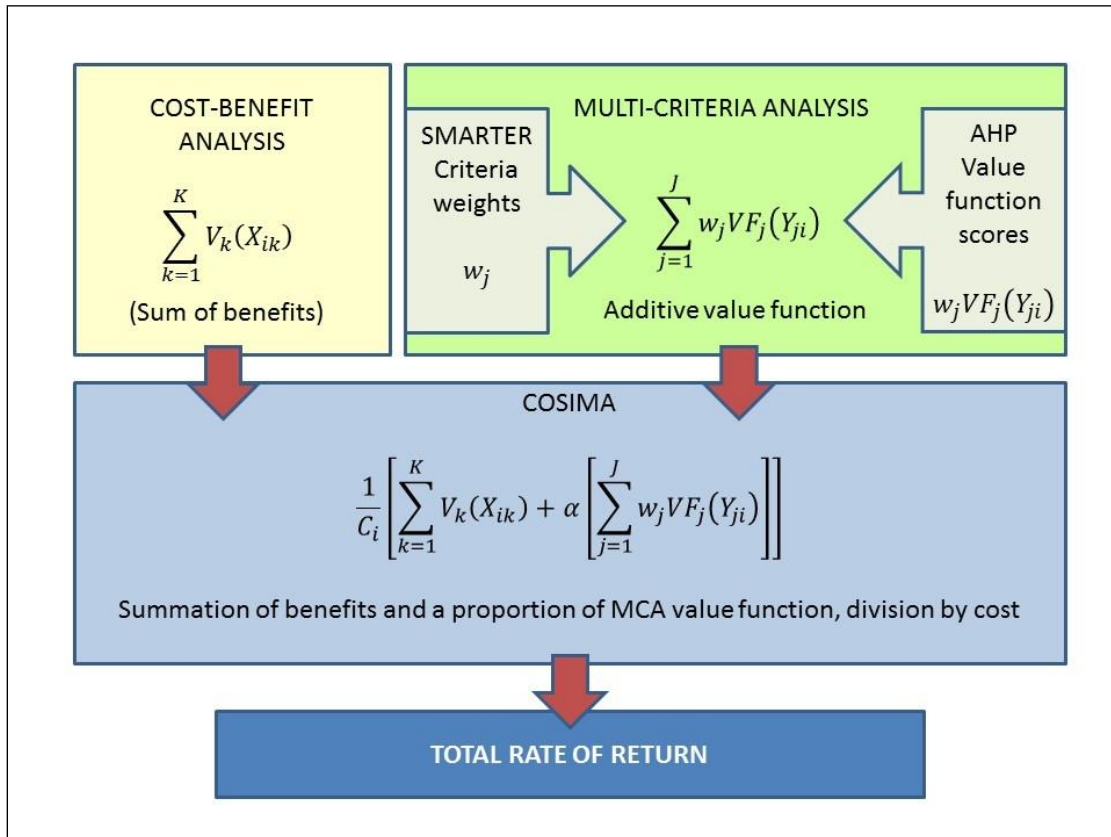 COST-BENEFIT
ANALYSIS
\sum_{k=1}^{K} V_k(X_{ik})
(Sum of benefits)
MULTI-CRITERIA ANALYSIS
SMARTER
Criteria
weights
w_j
\sum_{j=1}^{J} w_j VF_j(Y_{ji})
Additive value function
AHP
Value
function
scores
w_j VF_j(Y_{ji})
COSIMA
\frac{1}{C_i} \left[ \sum_{k=1}^{K} V_k(X_{ik}) + \alpha \left[ \sum_{j=1}^{J} w_j VF_j(Y_{ji}) \right] \right]
Summation of benefits and a proportion of MCA value function, division by cost
TOTAL RATE OF RETURN